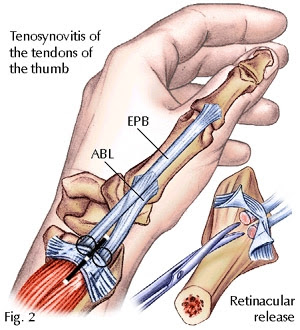 Tenosynovitis of
the tendons of
the thumb
EPB
ABL
Fig. 2
Retinacular
release